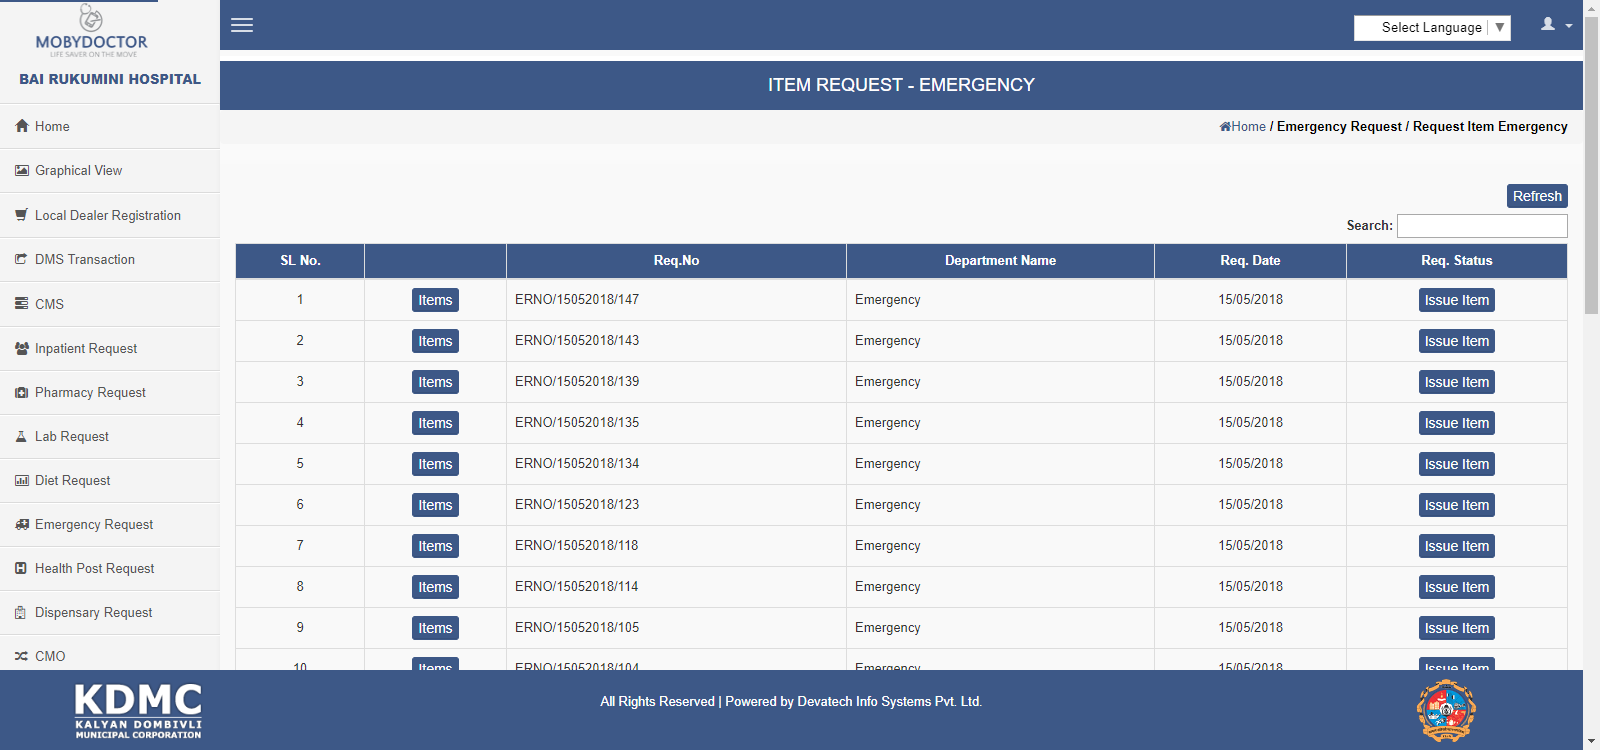 MOBYDOCTOR
LIFE SAVER ON THE MOVE
BAI RUKUMINI HOSPITAL
Home
Graphical View
Local Dealer Registration
DMS Transaction
CMS
Inpatient Request
Pharmacy Request
Lab Request
Diet Request
Emergency Request
Health Post Request
Dispensary Request
CMO
Select Language ▼
ITEM REQUEST - EMERGENCY
Home / Emergency Request / Request Item Emergency
Refresh
Search:
SL No. Req.No Department Name Req. Date Req. Status
1 Items ERNO/15052018/147 Emergency 15/05/2018 Issue Item
2 Items ERNO/15052018/143 Emergency 15/05/2018 Issue Item
3 Items ERNO/15052018/139 Emergency 15/05/2018 Issue Item
4 Items ERNO/15052018/135 Emergency 15/05/2018 Issue Item
5 Items ERNO/15052018/134 Emergency 15/05/2018 Issue Item
6 Items ERNO/15052018/123 Emergency 15/05/2018 Issue Item
7 Items ERNO/15052018/118 Emergency 15/05/2018 Issue Item
8 Items ERNO/15052018/114 Emergency 15/05/2018 Issue Item
9 Items ERNO/15052018/105 Emergency 15/05/2018 Issue Item
10 Items ERNO/15052018/104 Emergency 15/05/2018 Issue Item
KDMC
KALYAN DOMBIVLI
MUNICIPAL CORPORATION
All Rights Reserved | Powered by Devatech Info Systems Pvt. Ltd.